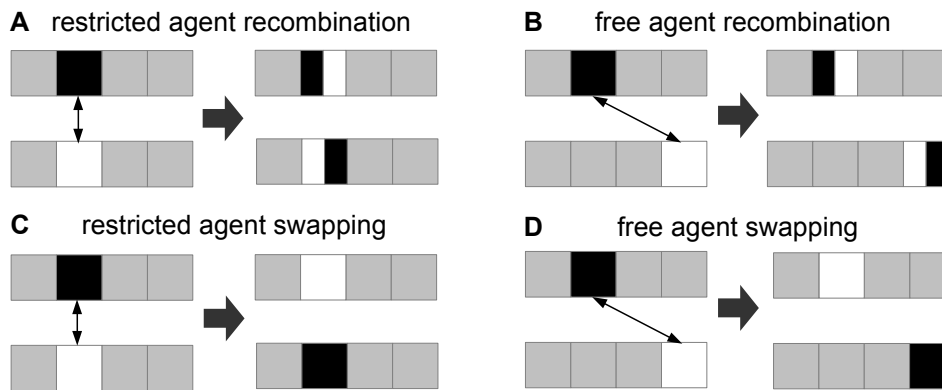 A restricted agent recombination
B free agent recombination
C restricted agent swapping
D free agent swapping